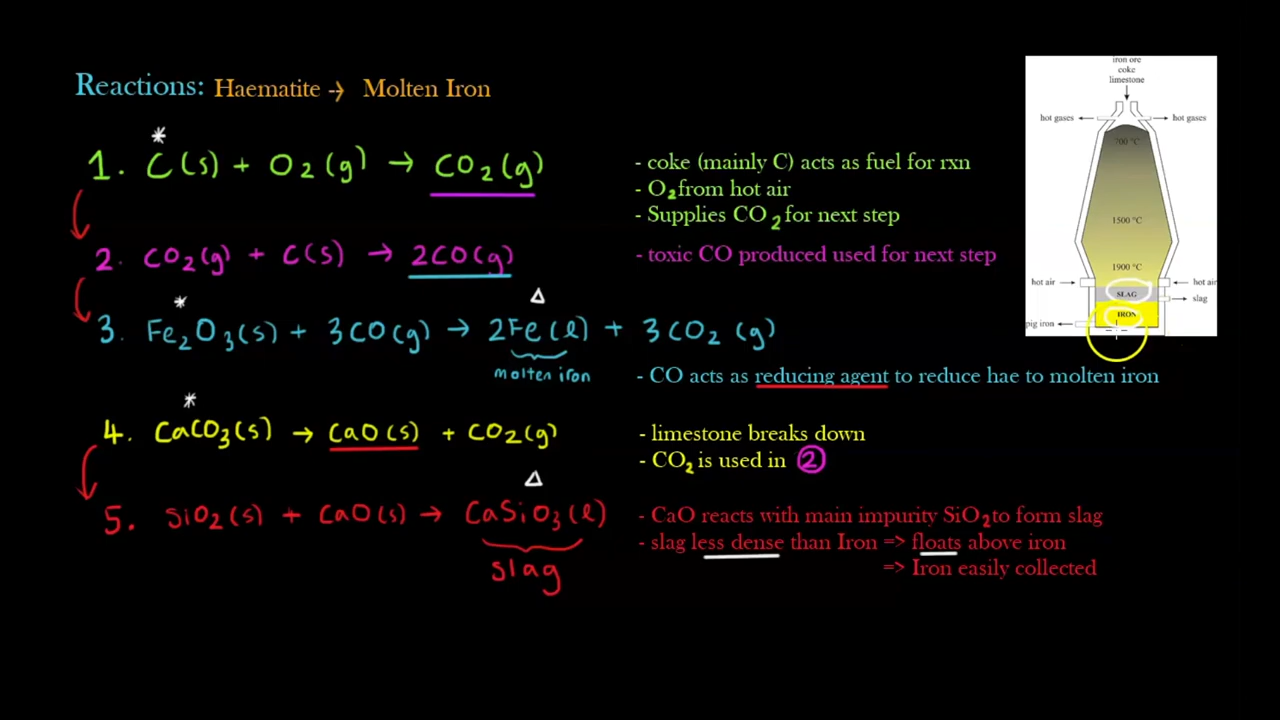 Reactions: Haematite → Molten Iron
1. C(s) + O₂(g) → CO₂(g)
- coke (mainly C) acts as fuel for rxn
- O₂ from hot air
- Supplies CO₂ for next step
2. CO₂(g) + C(s) → 2CO(g)
- toxic CO produced used for next step
3. Fe₂O₃(s) + 3CO(g) → 2Fe(l) + 3CO₂(g)
molten iron
- CO acts as reducing agent to reduce hae to molten iron
4. CaCO₃(s) → CaO(s) + CO₂(g)
- limestone breaks down
- CO₂ is used in ②
5. SiO₂(s) + CaO(s) → CaSiO₃(l)
slag
- CaO reacts with main impurity SiO₂ to form slag
- slag less dense than Iron => floats above iron
=> Iron easily collected
iron ore
coke
limestone
hot gases
hot gases
700 °C
1500 °C
1900 °C
hot air
hot air
SLAG
slag
IRON
pig iron